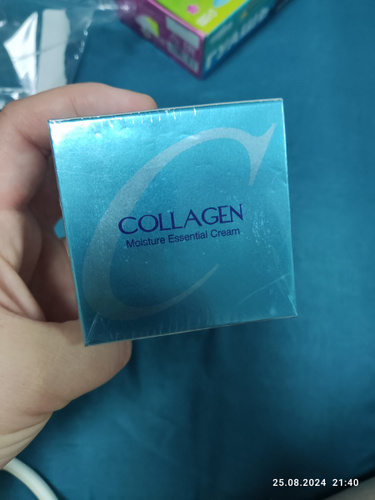 COLLAGEN
Moisture Essential Cream
25.08.2024 21:40